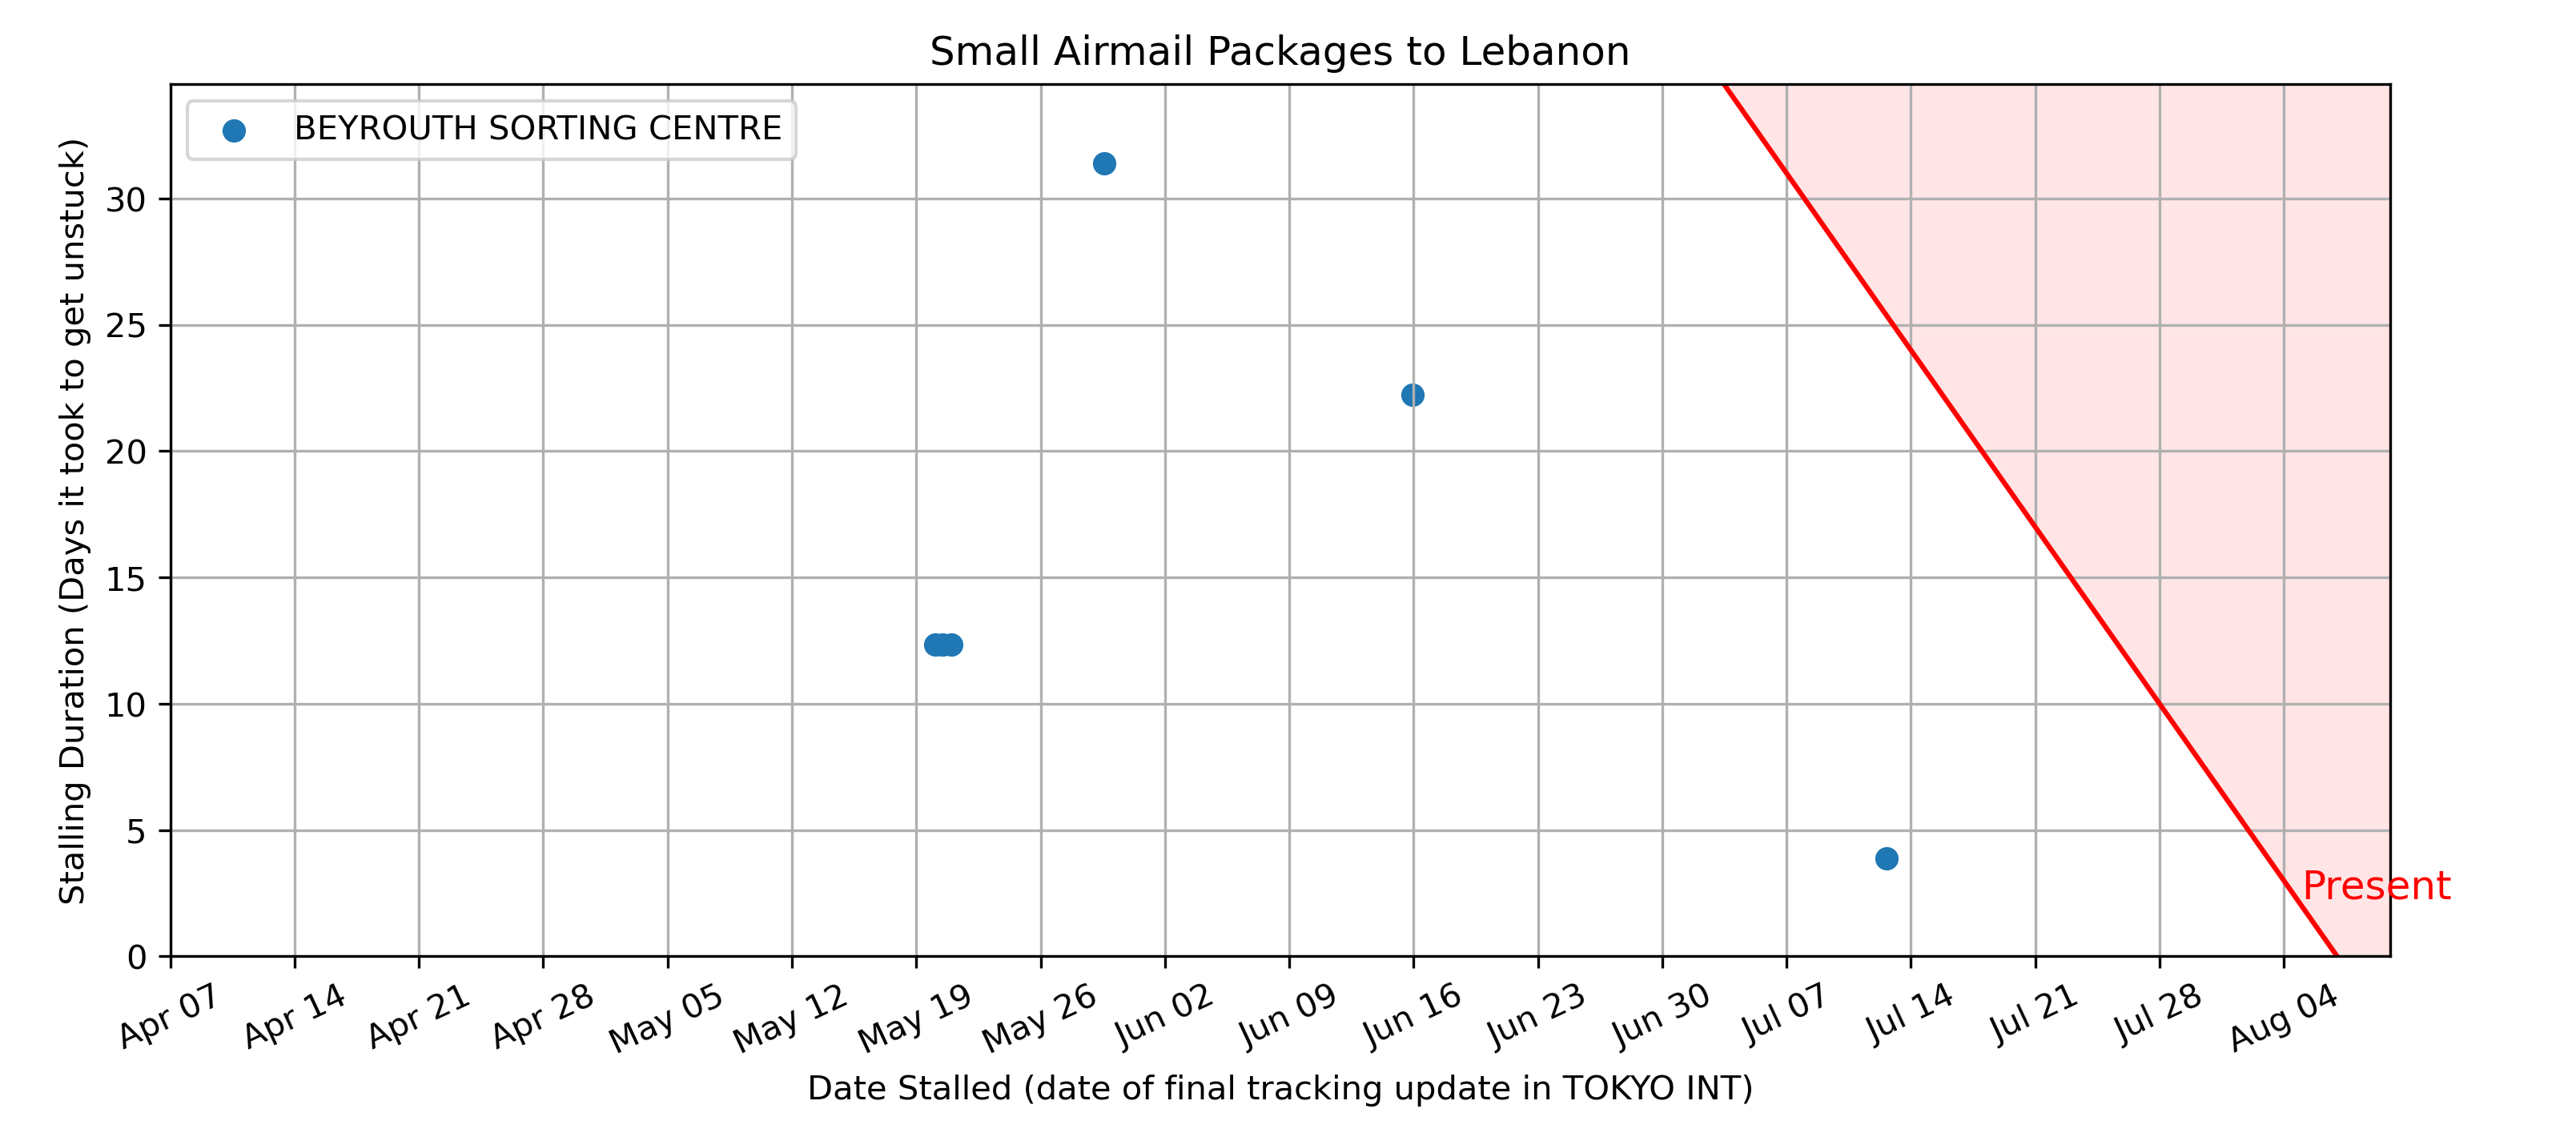 Small Airmail Packages to Lebanon
BEYROUTH SORTING CENTRE
Stalling Duration (Days it took to get unstuck)
30
25
20
15
10
5
0
Present
Apr 07
Apr 14
Apr 21
Apr 28
May 05
May 12
May 19
May 26
Jun 02
Jun 09
Jun 16
Jun 23
Jun 30
Jul 07
Jul 14
Jul 21
Jul 28
Aug 04
Date Stalled (date of final tracking update in TOKYO INT)